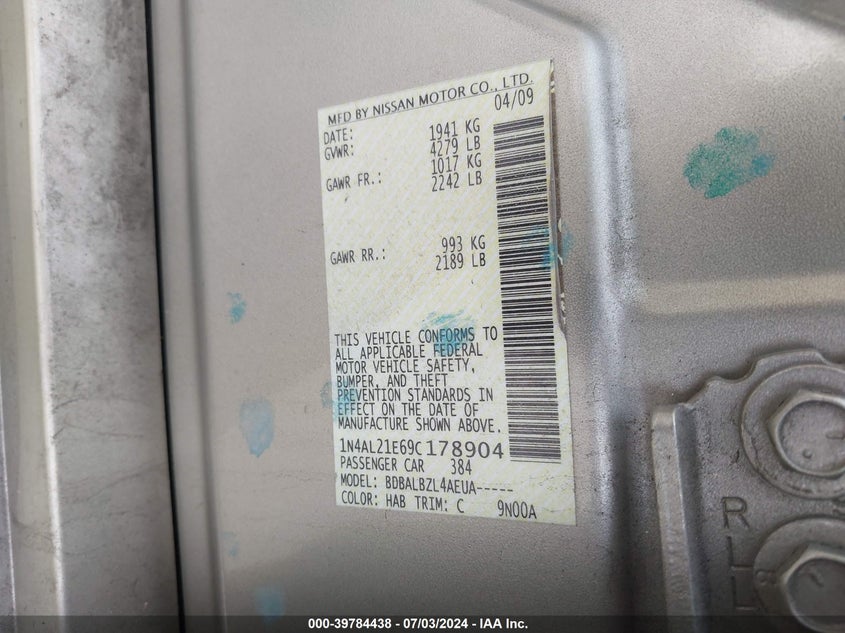 MFD BY NISSAN MOTOR CO., LTD.
DATE: 04/09
GVWR: 1941 KG
4279 LB
GAWR FR.: 1017 KG
2242 LB
GAWR RR.: 993 KG
2189 LB
THIS VEHICLE CONFORMS TO
ALL APPLICABLE FEDERAL
MOTOR VEHICLE SAFETY,
BUMPER, AND THEFT
PREVENTION STANDARDS IN
EFFECT ON THE DATE OF
MANUFACTURE SHOWN ABOVE.
1N4AL21E69C178904
PASSENGER CAR 384
MODEL: BDBALBZL4AEUA-----
COLOR: HAB TRIM: C 9N00A
RLL
000-39784438 - 07/03/2024 - IAA Inc.